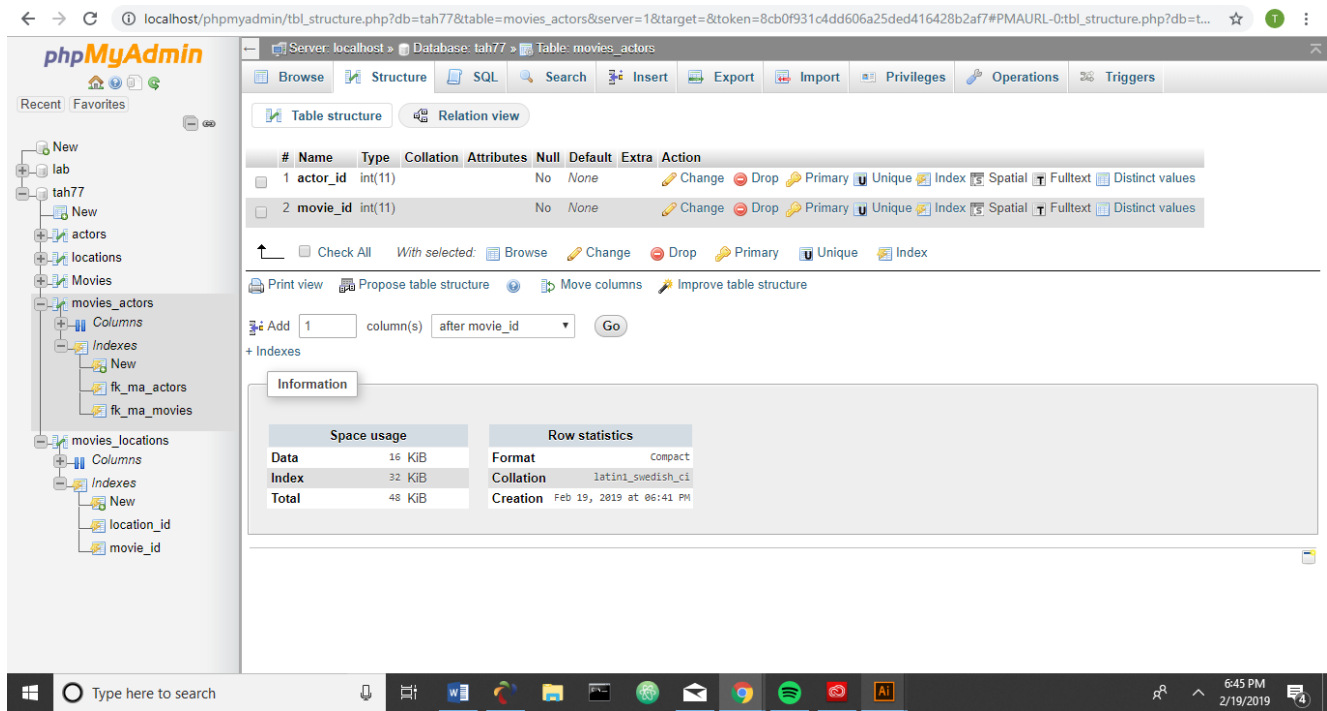 localhost/phpmyadmin/tbl_structure.php?db=tah77&table=movies_actors&server=1&target=&token=8cb0f931c4dd606a25ded416428b2af7#PMAURL-0:tbl_structure.php?db=t...
T
phpMyAdmin
Recent Favorites
New
lab
tah77
New
actors
locations
Movies
movies_actors
Columns
Indexes
New
fk_ma_actors
fk_ma_movies
movies_locations
Columns
Indexes
New
location_id
movie_id
Server: localhost » Database: tah77 » Table: movies_actors
Browse Structure SQL Search Insert Export Import Privileges Operations Triggers
Table structure Relation view
# Name Type Collation Attributes Null Default Extra Action
1 actor_id int(11) No None Change Drop Primary Unique Index Spatial Fulltext Distinct values
2 movie_id int(11) No None Change Drop Primary Unique Index Spatial Fulltext Distinct values
Check All With selected: Browse Change Drop Primary Unique Index
Print view Propose table structure Move columns Improve table structure
Add 1 column(s) after movie_id Go
+ Indexes
Information
Space usage
Data 16 KiB
Index 32 KiB
Total 48 KiB
Row statistics
Format Compact
Collation latin1_swedish_ci
Creation Feb 19, 2019 at 06:41 PM
Type here to search
Ai
6:45 PM
2/19/2019
4